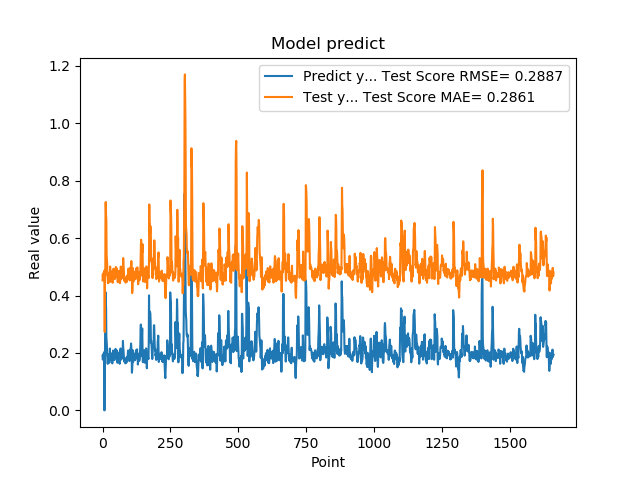 Model predict
Predict y... Test Score RMSE= 0.2887
Test y... Test Score MAE= 0.2861
Real value
1.2
1.0
0.8
0.6
0.4
0.2
0.0
0 250 500 750 1000 1250 1500
Point